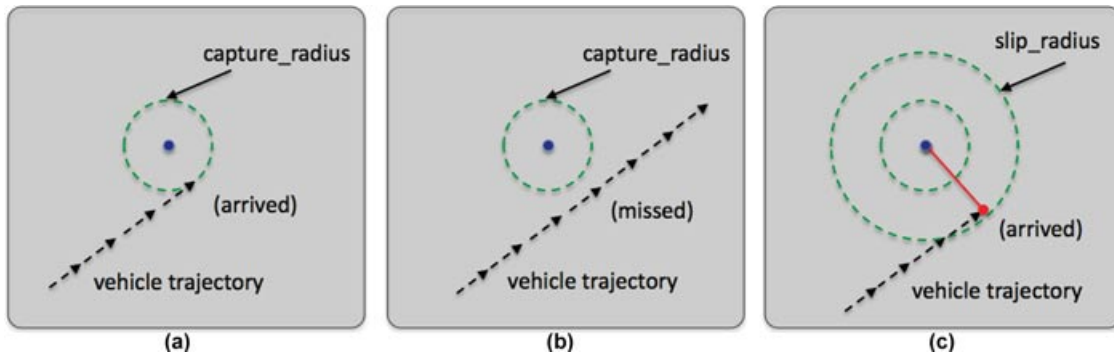 capture_radius
(arrived)
vehicle trajectory
(a)
capture_radius
(missed)
vehicle trajectory
(b)
slip_radius
(arrived)
vehicle trajectory
(c)